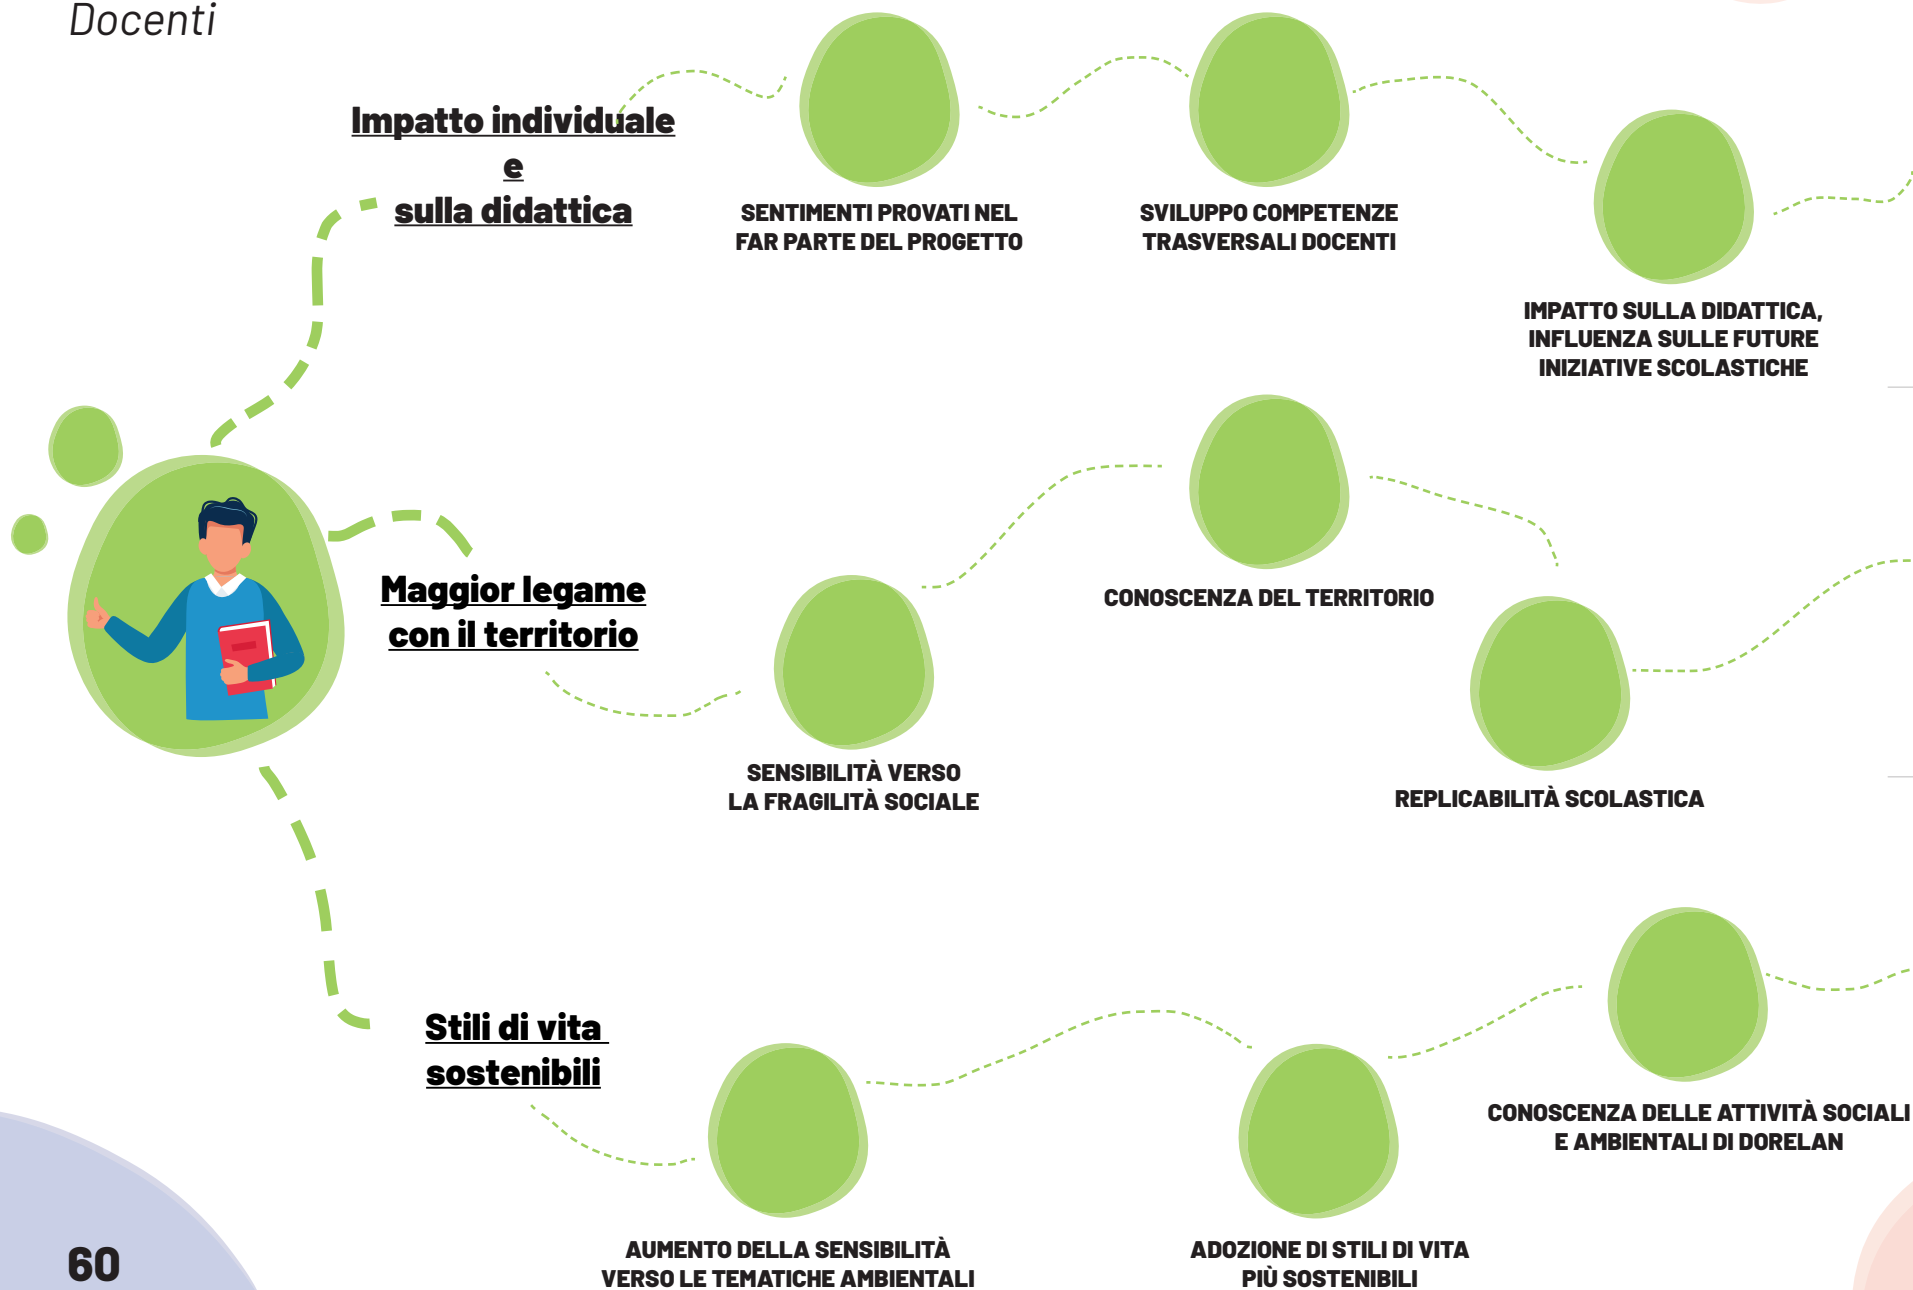 Docenti
Impatto individuale
e
sulla didattica
SENTIMENTI PROVATI NEL
FAR PARTE DEL PROGETTO
SVILUPPO COMPETENZE
TRASVERSALI DOCENTI
IMPATTO SULLA DIDATTICA,
INFLUENZA SULLE FUTURE
INIZIATIVE SCOLASTICHE
Maggior legame
con il territorio
SENSIBILITÀ VERSO
LA FRAGILITÀ SOCIALE
CONOSCENZA DEL TERRITORIO
REPLICABILITÀ SCOLASTICA
Stili di vita
sostenibili
AUMENTO DELLA SENSIBILITÀ
VERSO LE TEMATICHE AMBIENTALI
ADOZIONE DI STILI DI VITA
PIÙ SOSTENIBILI
CONOSCENZA DELLE ATTIVITÀ SOCIALI
E AMBIENTALI DI DORELAN
60